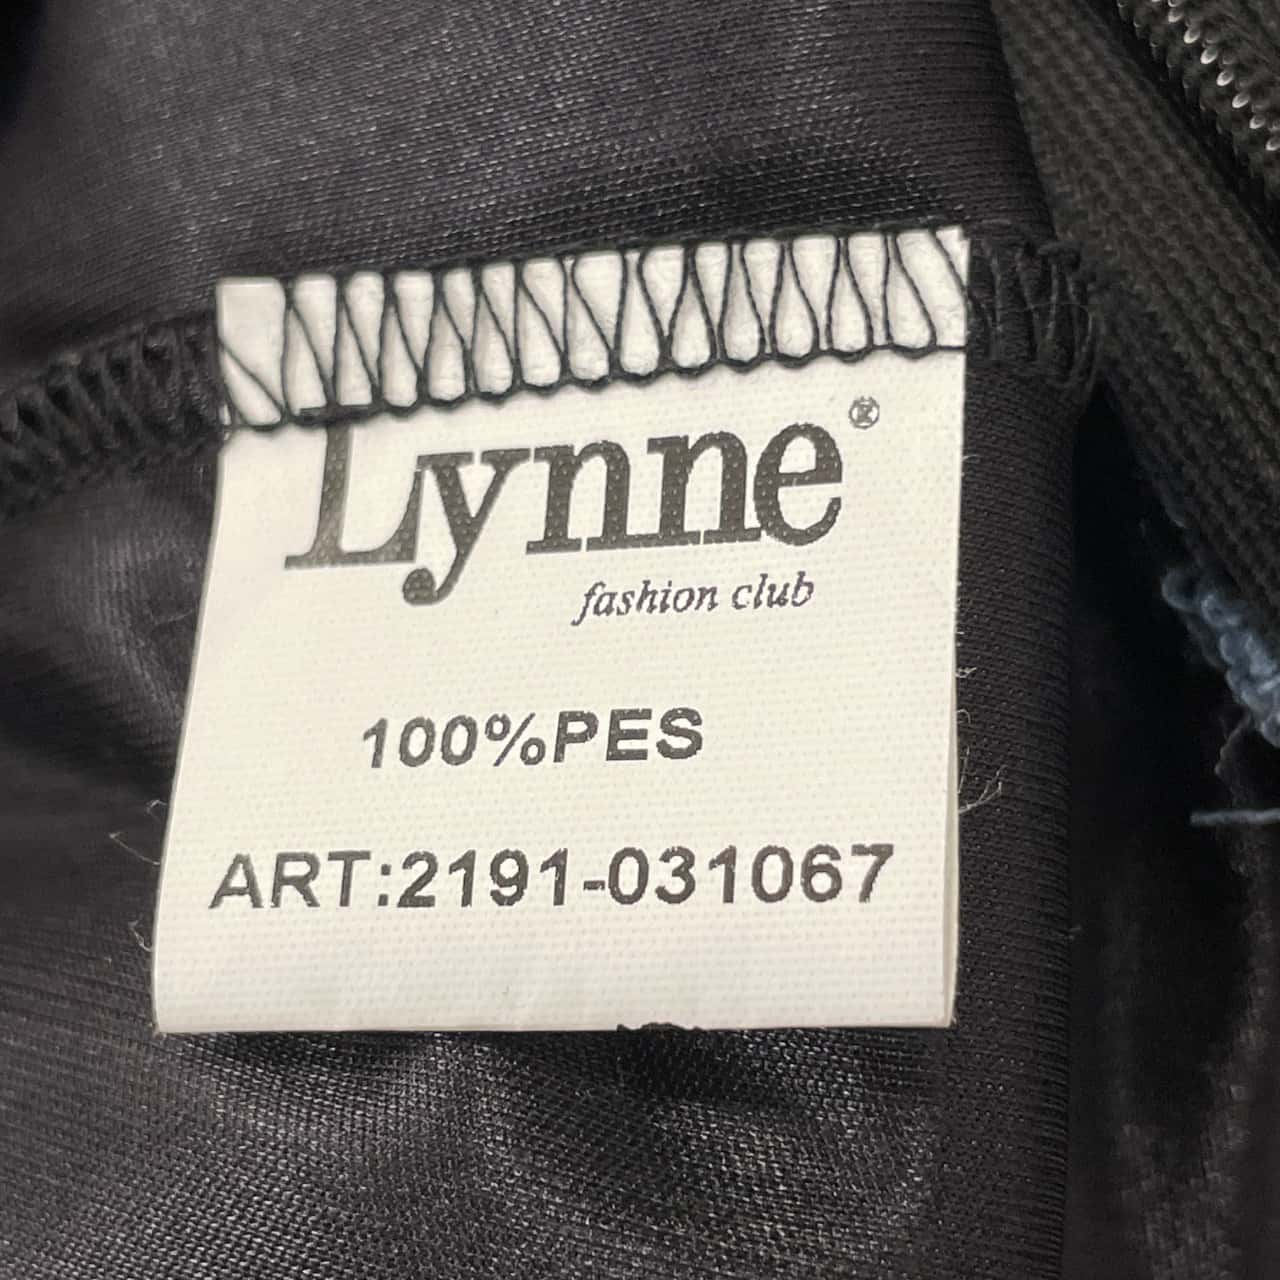 Lynne®
fashion club
100%PES
ART:2191-031067